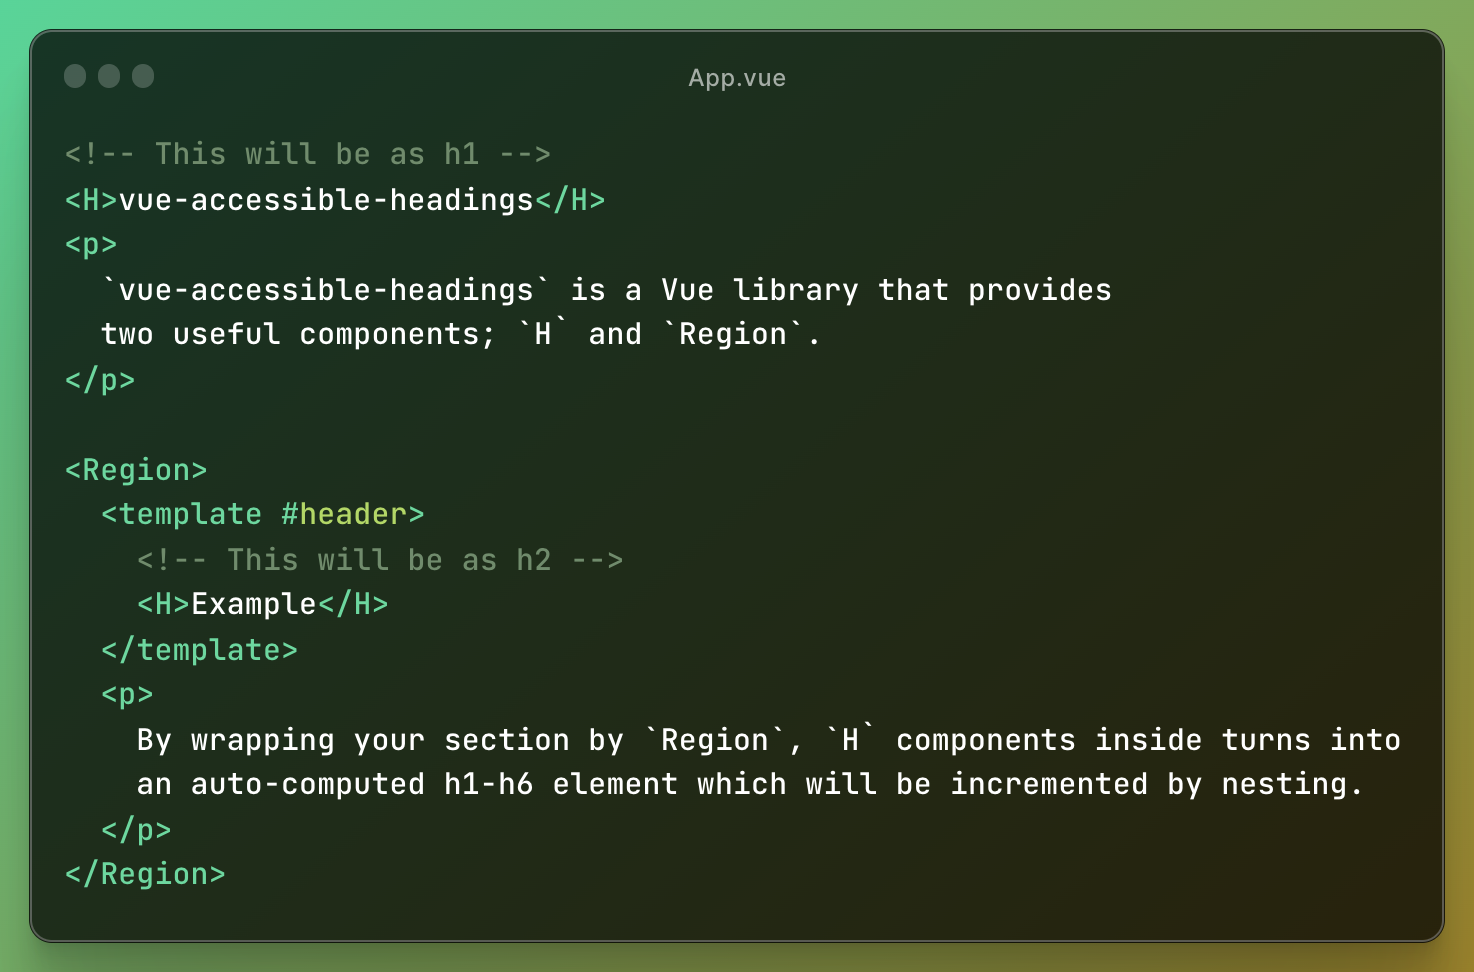 App.vue
<!-- This will be as h1 -->
<H>vue-accessible-headings</H>
<p>
  `vue-accessible-headings` is a Vue library that provides
  two useful components; `H` and `Region`.
</p>

<Region>
  <template #header>
    <!-- This will be as h2 -->
    <H>Example</H>
  </template>
  <p>
    By wrapping your section by `Region`, `H` components inside turns into
    an auto-computed h1-h6 element which will be incremented by nesting.
  </p>
</Region>